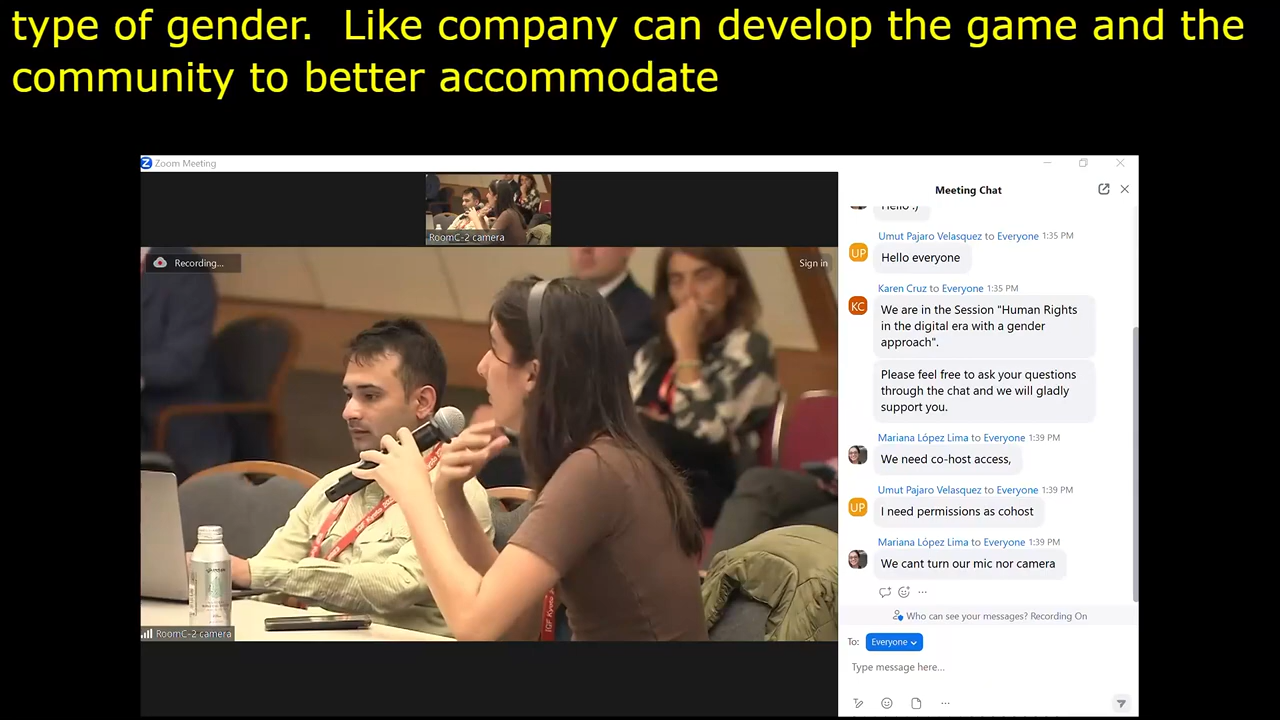 type of gender.  Like company can develop the game and the
community to better accommodate
Zoom Meeting
RoomC-2 camera
Recording...
Sign in
RoomC-2 camera
Meeting Chat
Hello :)
Umut Pajaro Velasquez to Everyone 1:35 PM
UP
Hello everyone
Karen Cruz to Everyone 1:35 PM
KC
We are in the Session "Human Rights
in the digital era with a gender
approach".
Please feel free to ask your questions
through the chat and we will gladly
support you.
Mariana López Lima to Everyone 1:39 PM
We need co-host access,
Umut Pajaro Velasquez to Everyone 1:39 PM
UP
I need permissions as cohost
Mariana López Lima to Everyone 1:39 PM
We cant turn our mic nor camera
Who can see your messages? Recording On
To: Everyone
Type message here...